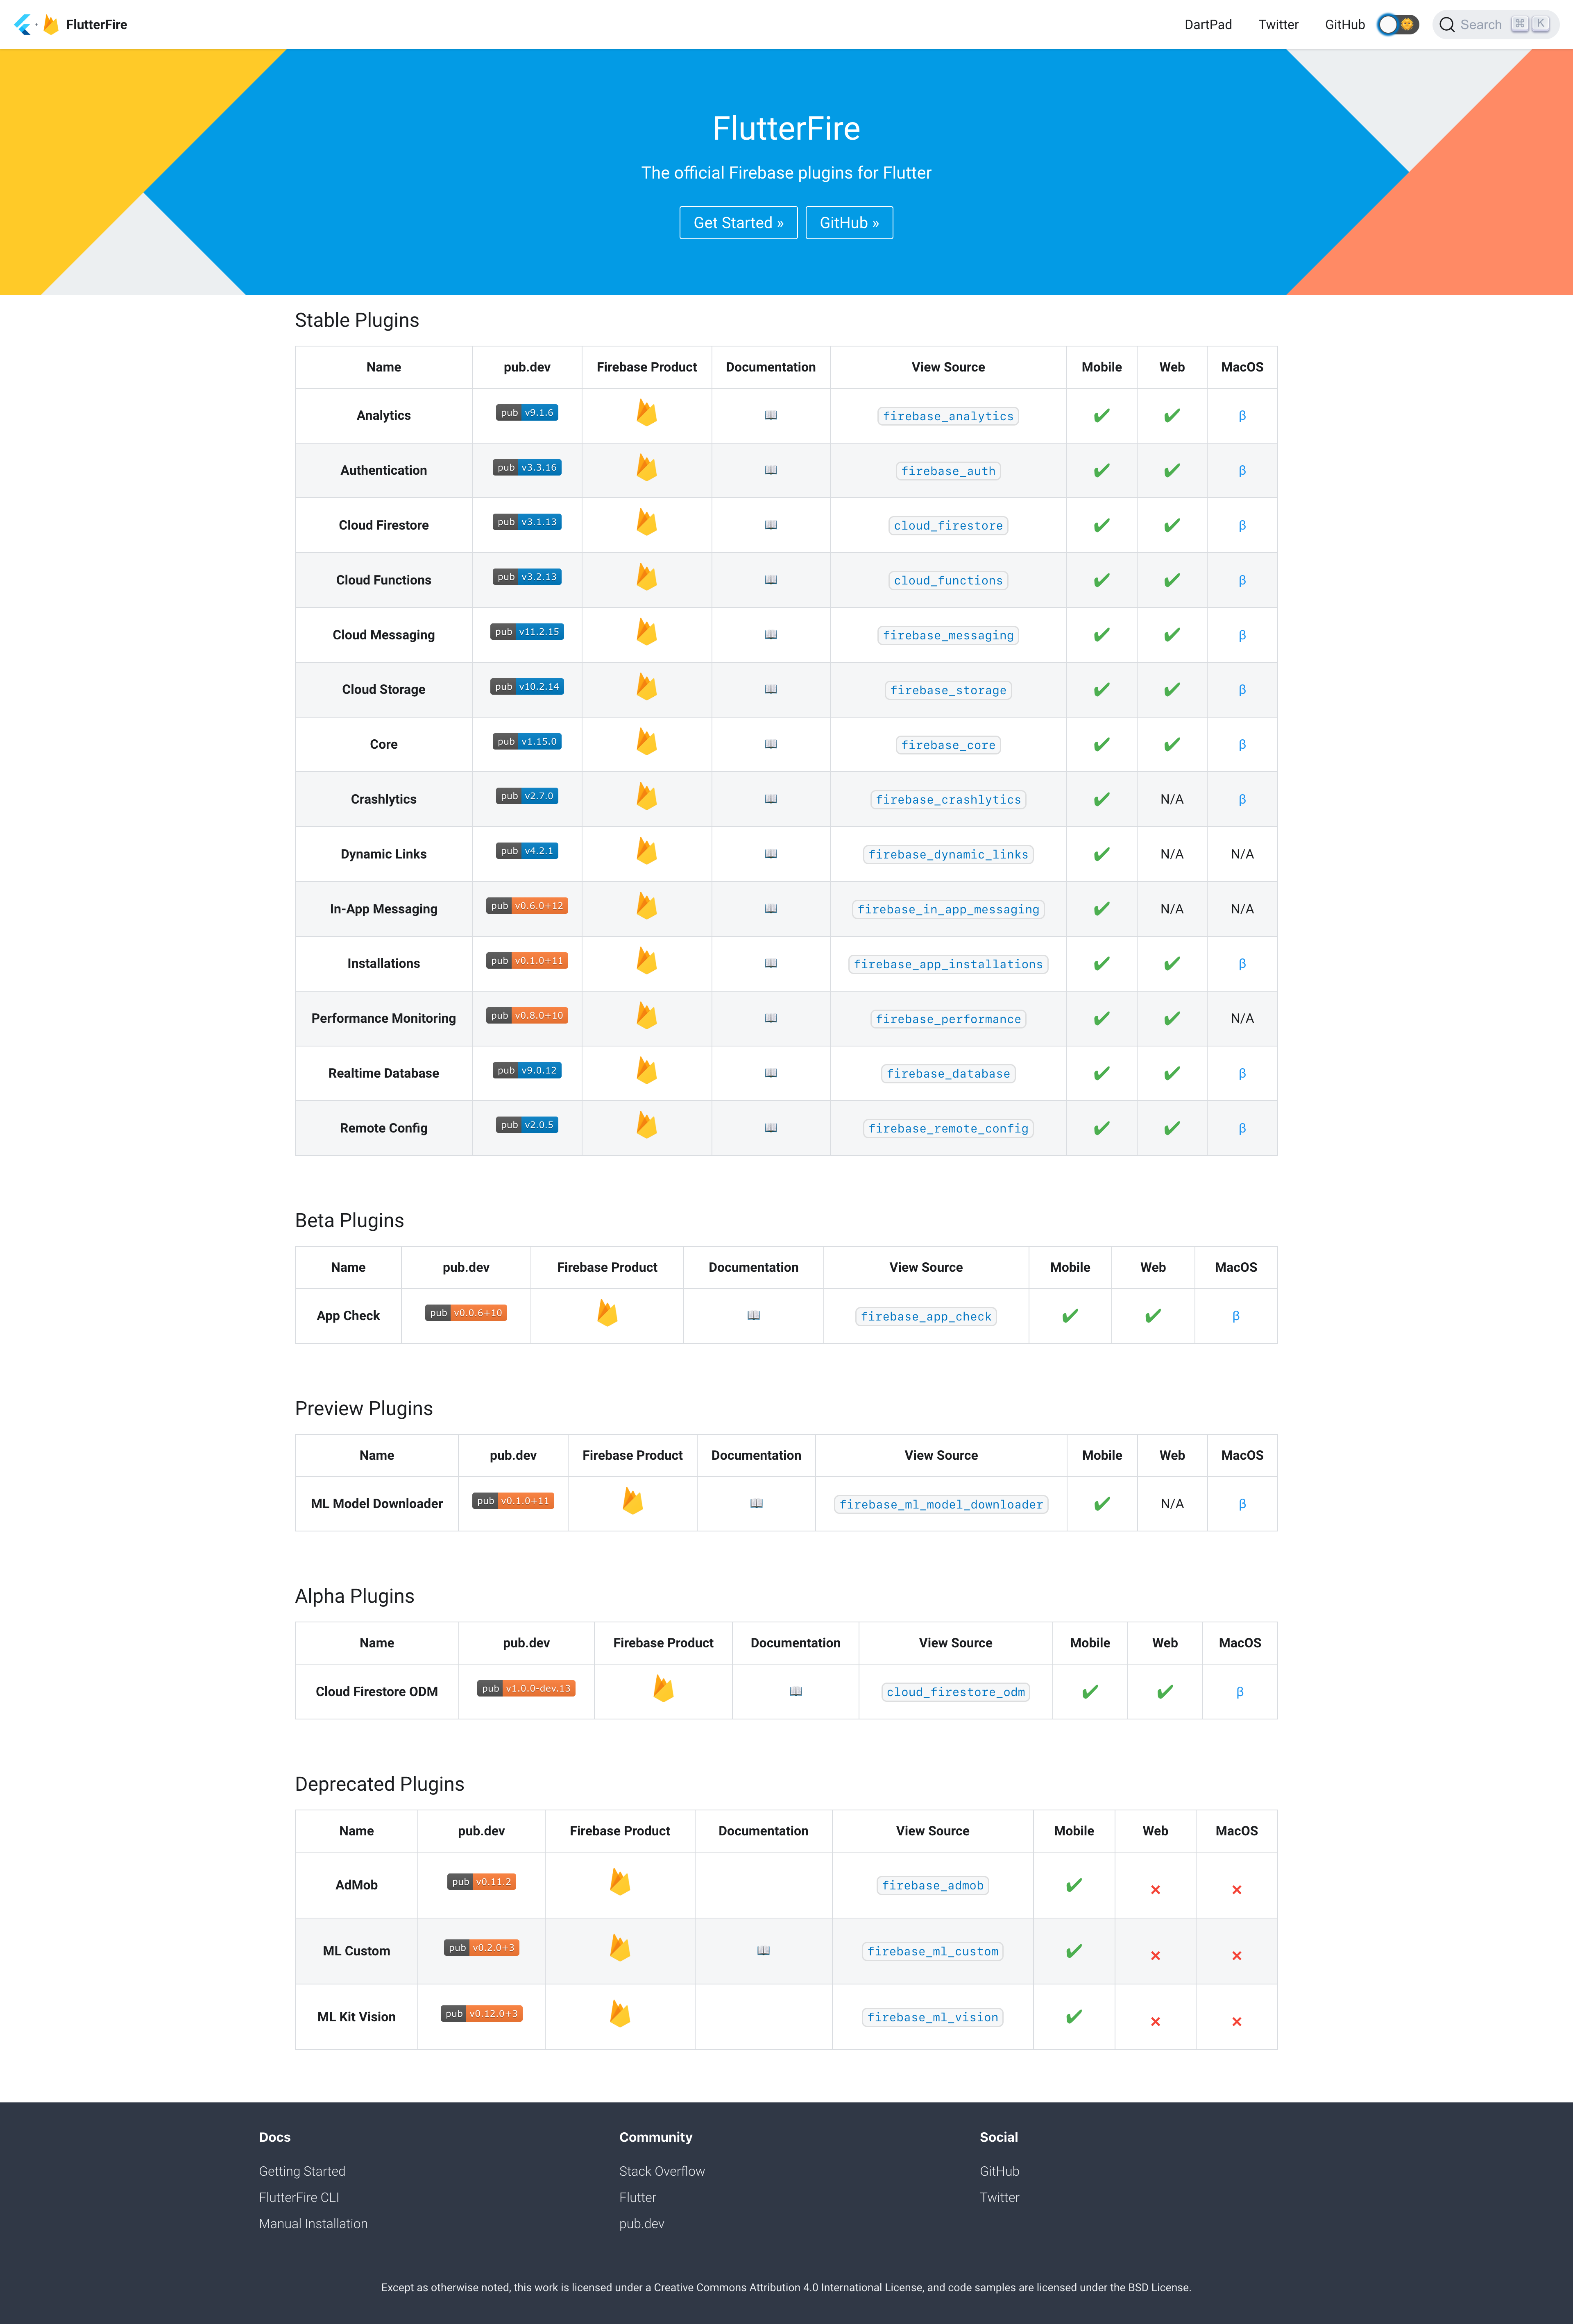 FlutterFire DartPad Twitter GitHub Search ⌘ K
FlutterFire
The official Firebase plugins for Flutter
Get Started » GitHub »
Stable Plugins
Name pub.dev Firebase Product Documentation View Source Mobile Web MacOS
Analytics pub v9.1.6 firebase_analytics ✔ ✔ β
Authentication pub v3.3.16 firebase_auth ✔ ✔ β
Cloud Firestore pub v3.1.13 cloud_firestore ✔ ✔ β
Cloud Functions pub v3.2.13 cloud_functions ✔ ✔ β
Cloud Messaging pub v11.2.15 firebase_messaging ✔ ✔ β
Cloud Storage pub v10.2.14 firebase_storage ✔ ✔ β
Core pub v1.15.0 firebase_core ✔ ✔ β
Crashlytics pub v2.7.0 firebase_crashlytics ✔ N/A β
Dynamic Links pub v4.2.1 firebase_dynamic_links ✔ N/A N/A
In-App Messaging pub v0.6.0+12 firebase_in_app_messaging ✔ N/A N/A
Installations pub v0.1.0+11 firebase_app_installations ✔ ✔ β
Performance Monitoring pub v0.8.0+10 firebase_performance ✔ ✔ N/A
Realtime Database pub v9.0.12 firebase_database ✔ ✔ β
Remote Config pub v2.0.5 firebase_remote_config ✔ ✔ β
Beta Plugins
Name pub.dev Firebase Product Documentation View Source Mobile Web MacOS
App Check pub v0.0.6+10 firebase_app_check ✔ ✔ β
Preview Plugins
Name pub.dev Firebase Product Documentation View Source Mobile Web MacOS
ML Model Downloader pub v0.1.0+11 firebase_ml_model_downloader ✔ N/A β
Alpha Plugins
Name pub.dev Firebase Product Documentation View Source Mobile Web MacOS
Cloud Firestore ODM pub v1.0.0-dev.13 cloud_firestore_odm ✔ ✔ β
Deprecated Plugins
Name pub.dev Firebase Product Documentation View Source Mobile Web MacOS
AdMob pub v0.11.2 firebase_admob ✔ × ×
ML Custom pub v0.2.0+3 firebase_ml_custom ✔ × ×
ML Kit Vision pub v0.12.0+3 firebase_ml_vision ✔ × ×
Docs Community Social
Getting Started Stack Overflow GitHub
FlutterFire CLI Flutter Twitter
Manual Installation pub.dev
Except as otherwise noted, this work is licensed under a Creative Commons Attribution 4.0 International License, and code samples are licensed under the BSD License.